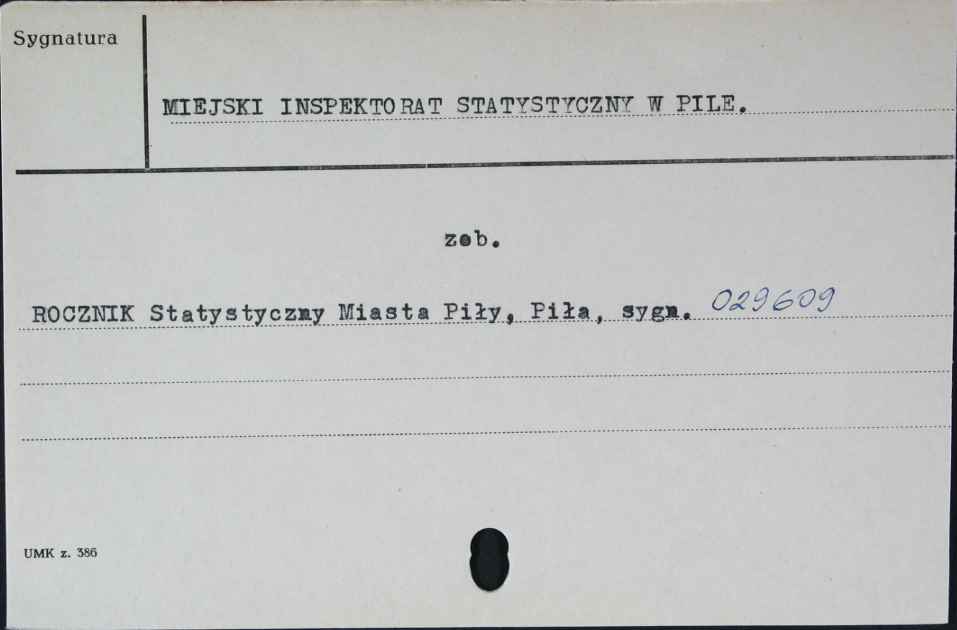 Sygnatura
MIEJSKI INSPEKTORAT STATYSTYCZNY W PILE.
zob.
ROCZNIK Statystyczny Miasta Piły, Piła, sygn. 029609
UMK z. 386